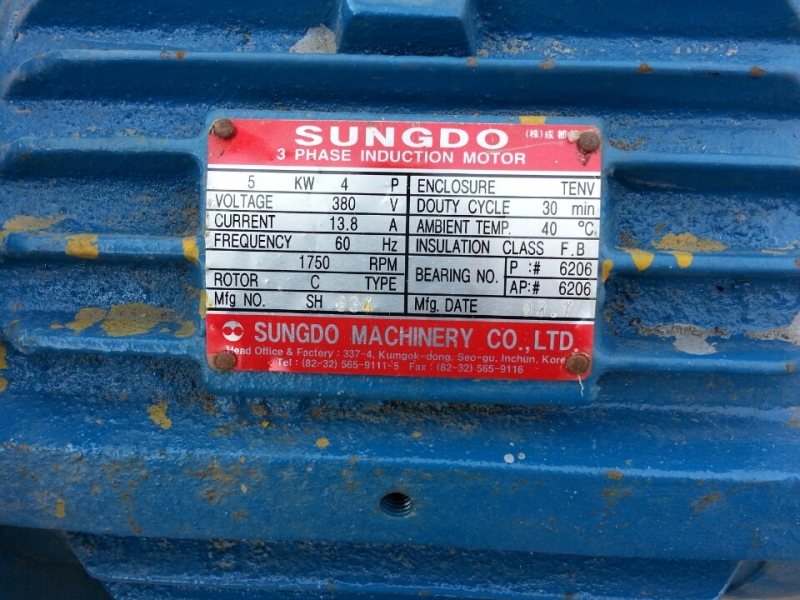 SUNGDO (株)成都
3 PHASE INDUCTION MOTOR
5 KW 4 P ENCLOSURE TENV
VOLTAGE 380 V DOUTY CYCLE 30 min
CURRENT 13.8 A AMBIENT TEMP. 40 °C
FREQUENCY 60 Hz INSULATION CLASS F.B
1750 RPM BEARING NO. P :# 6206
ROTOR C TYPE AP:# 6206
Mfg NO. SH Mfg. DATE
SUNGDO MACHINERY CO.,LTD.
Head Office & Factory : 337-4, Kumgok-dong, Seo-gu, Inchun, Kore
Tel : (82-32) 565-9111~5 Fax : (82-32) 565-9116